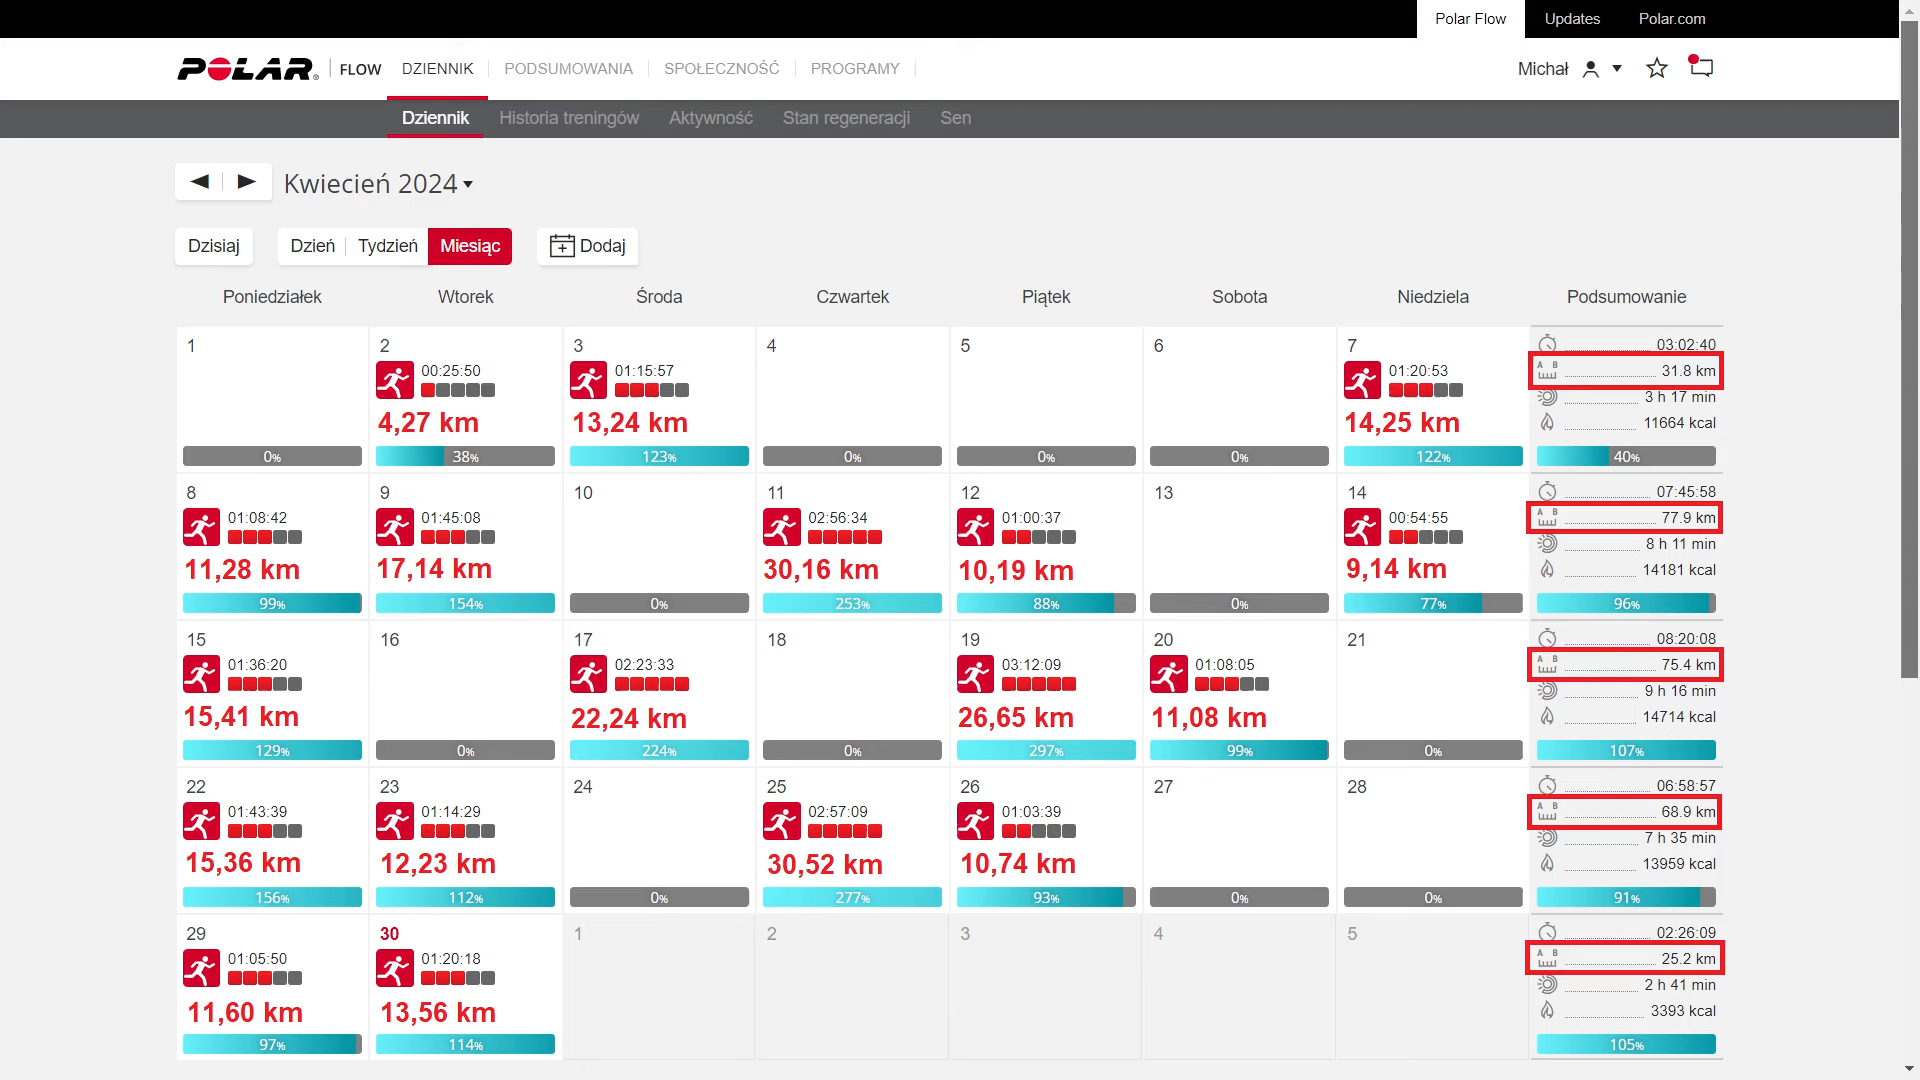 Polar Flow Updates Polar.com
POLAR FLOW DZIENNIK PODSUMOWANIA SPOŁECZNOŚĆ PROGRAMY Michał
Dziennik Historia treningów Aktywność Stan regeneracji Sen
Kwiecień 2024
Dzisiaj Dzień Tydzień Miesiąc Dodaj
Poniedziałek Wtorek Środa Czwartek Piątek Sobota Niedziela Podsumowanie
1 2 3 4 5 6 7 03:02:40
00:25:50 01:15:57 01:20:53 A B 31.8 km
3 h 17 min
4,27 km 13,24 km 14,25 km 11664 kcal
0% 38% 123% 0% 0% 0% 122% 40%
8 9 10 11 12 13 14 07:45:58
01:08:42 01:45:08 02:56:34 01:00:37 00:54:55 A B 77.9 km
8 h 11 min
11,28 km 17,14 km 30,16 km 10,19 km 9,14 km 14181 kcal
99% 154% 0% 253% 88% 0% 77% 96%
15 16 17 18 19 20 21 08:20:08
01:36:20 02:23:33 03:12:09 01:08:05 A B 75.4 km
9 h 16 min
15,41 km 22,24 km 26,65 km 11,08 km 14714 kcal
129% 0% 224% 0% 297% 99% 0% 107%
22 23 24 25 26 27 28 06:58:57
01:43:39 01:14:29 02:57:09 01:03:39 A B 68.9 km
7 h 35 min
15,36 km 12,23 km 30,52 km 10,74 km 13959 kcal
156% 112% 0% 277% 93% 0% 0% 91%
29 30 1 2 3 4 5 02:26:09
01:05:50 01:20:18 A B 25.2 km
2 h 41 min
11,60 km 13,56 km 3393 kcal
97% 114% 105%